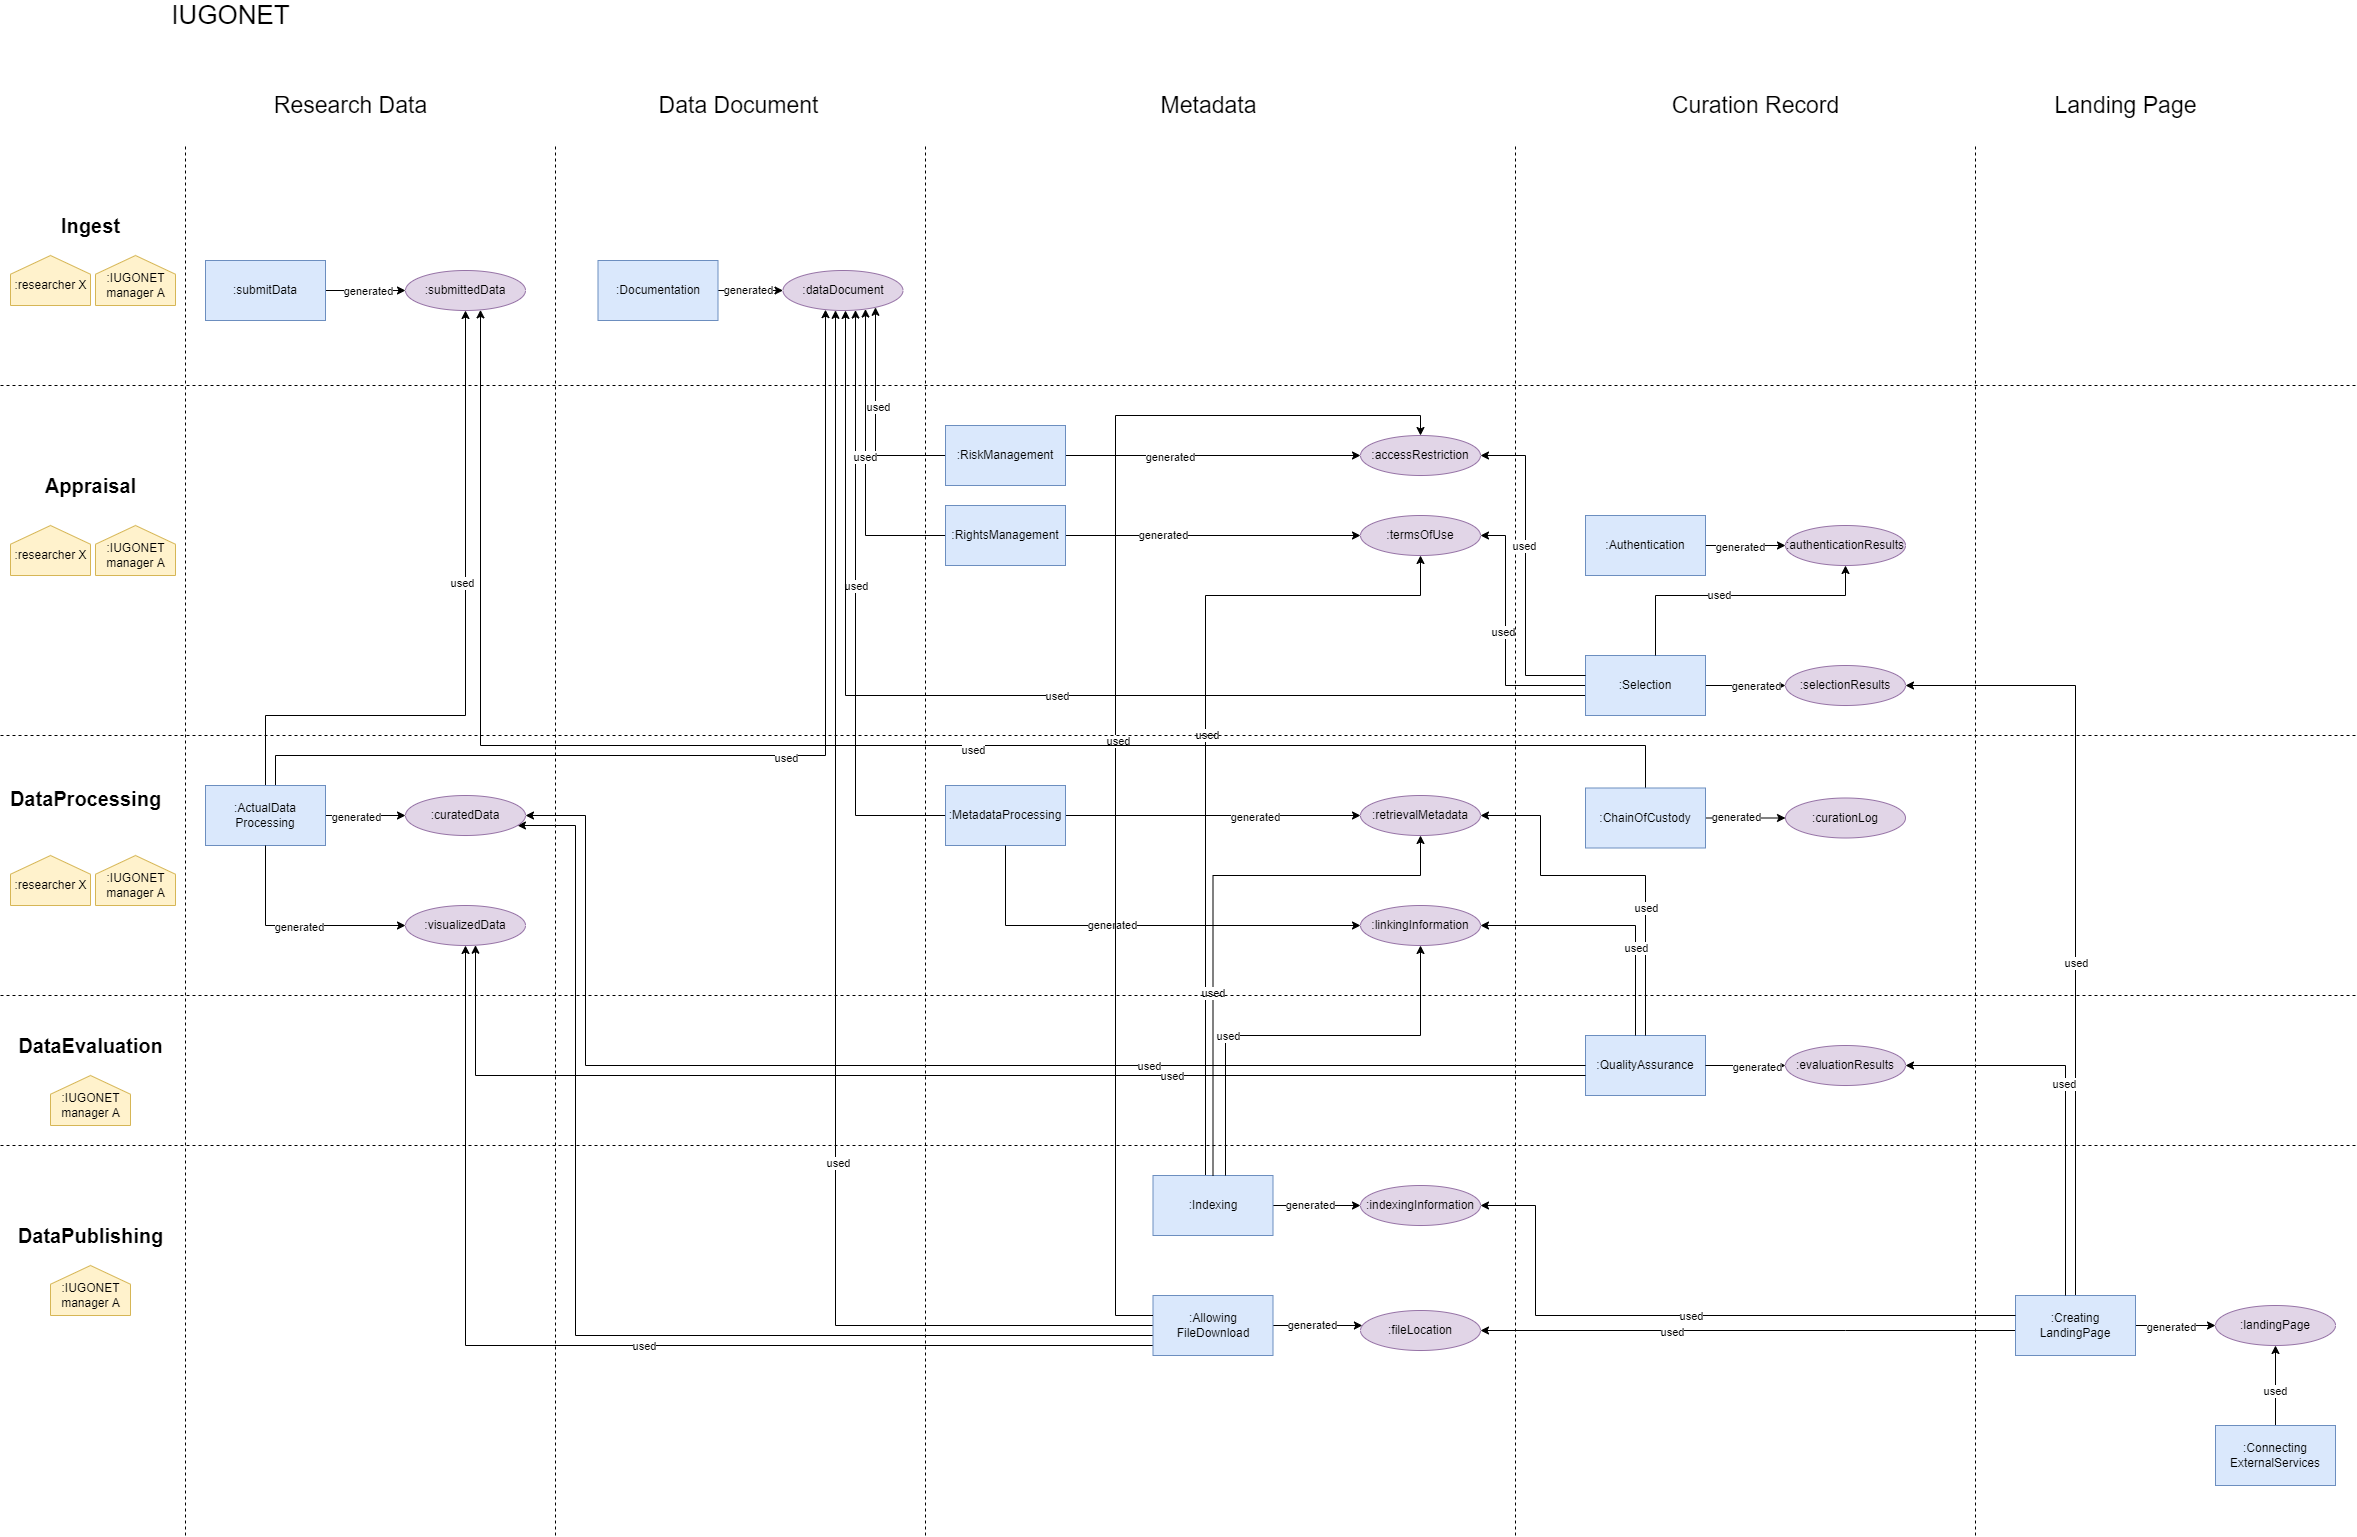 IUGONET
Research Data
Data Document
Metadata
Curation Record
Landing Page
Ingest
:researcher X
:IUGONET
manager A
:submitData
generated
:submittedData
:Documentation
generated
:dataDocument
used
Appraisal
:researcher X
:IUGONET
manager A
used
used
used
:RiskManagement
generated
:accessRestriction
:RightsManagement
generated
:termsOfUse
used
used
:Authentication
generated
:authenticationResults
used
:Selection
generated
:selectionResults
used
used
used
used
used
DataProcessing
:researcher X
:IUGONET
manager A
:ActualData
Processing
generated
:curatedData
generated
:visualizedData
:MetadataProcessing
generated
:retrievalMetadata
generated
:linkingInformation
:ChainOfCustody
generated
:curationLog
used
used
used
used
DataEvaluation
:IUGONET
manager A
used
used
used
:QualityAssurance
generated
:evaluationResults
used
DataPublishing
:IUGONET
manager A
used
:Indexing
generated
:indexingInformation
:Allowing
FileDownload
generated
:fileLocation
used
used
used
:Creating
LandingPage
generated
:landingPage
used
:Connecting
ExternalServices